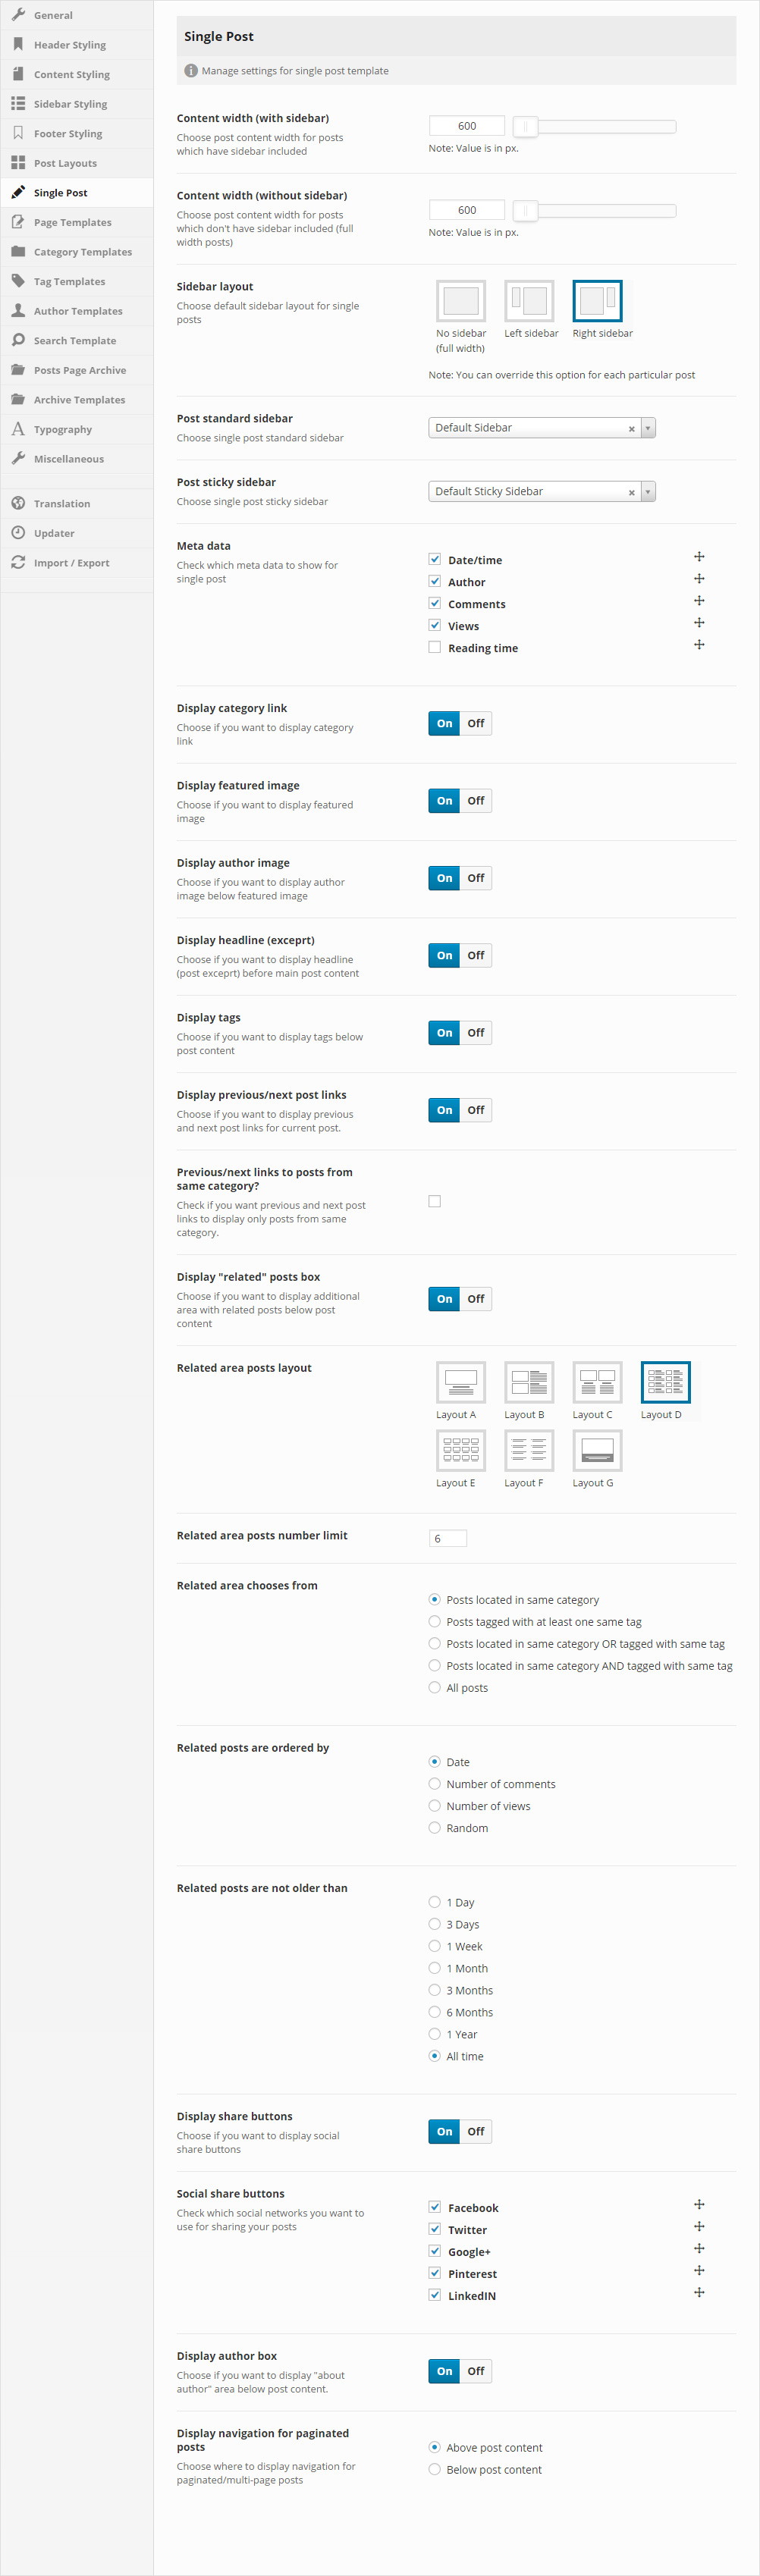 General
Header Styling
Content Styling
Sidebar Styling
Footer Styling
Post Layouts
Single Post
Page Templates
Category Templates
Tag Templates
Author Templates
Search Template
Posts Page Archive
Archive Templates
Typography
Miscellaneous
Translation
Updater
Import / Export
Single Post
Manage settings for single post template
Content width (with sidebar)
Choose post content width for posts
which have sidebar included
600
Note: Value is in px.
Content width (without sidebar)
Choose post content width for posts
which don't have sidebar included (full
width posts)
600
Note: Value is in px.
Sidebar layout
Choose default sidebar layout for single
posts
No sidebar
(full width)
Left sidebar
Right sidebar
Note: You can override this option for each particular post
Post standard sidebar
Choose single post standard sidebar
Default Sidebar
Post sticky sidebar
Choose single post sticky sidebar
Default Sticky Sidebar
Meta data
Check which meta data to show for
single post
Date/time
Author
Comments
Views
Reading time
Display category link
Choose if you want to display category
link
On Off
Display featured image
Choose if you want to display featured
image
On Off
Display author image
Choose if you want to display author
image below featured image
On Off
Display headline (exceprt)
Choose if you want to display headline
(post exceprt) before main post content
On Off
Display tags
Choose if you want to display tags below
post content
On Off
Display previous/next post links
Choose if you want to display previous
and next post links for current post.
On Off
Previous/next links to posts from
same category?
Check if you want previous and next post
links to display only posts from same
category.
Display "related" posts box
Choose if you want to display additional
area with related posts below post
content
On Off
Related area posts layout
Layout A
Layout B
Layout C
Layout D
Layout E
Layout F
Layout G
Related area posts number limit
6
Related area chooses from
Posts located in same category
Posts tagged with at least one same tag
Posts located in same category OR tagged with same tag
Posts located in same category AND tagged with same tag
All posts
Related posts are ordered by
Date
Number of comments
Number of views
Random
Related posts are not older than
1 Day
3 Days
1 Week
1 Month
3 Months
6 Months
1 Year
All time
Display share buttons
Choose if you want to display social
share buttons
On Off
Social share buttons
Check which social networks you want to
use for sharing your posts
Facebook
Twitter
Google+
Pinterest
LinkedIN
Display author box
Choose if you want to display "about
author" area below post content.
On Off
Display navigation for paginated
posts
Choose where to display navigation for
paginated/multi-page posts
Above post content
Below post content